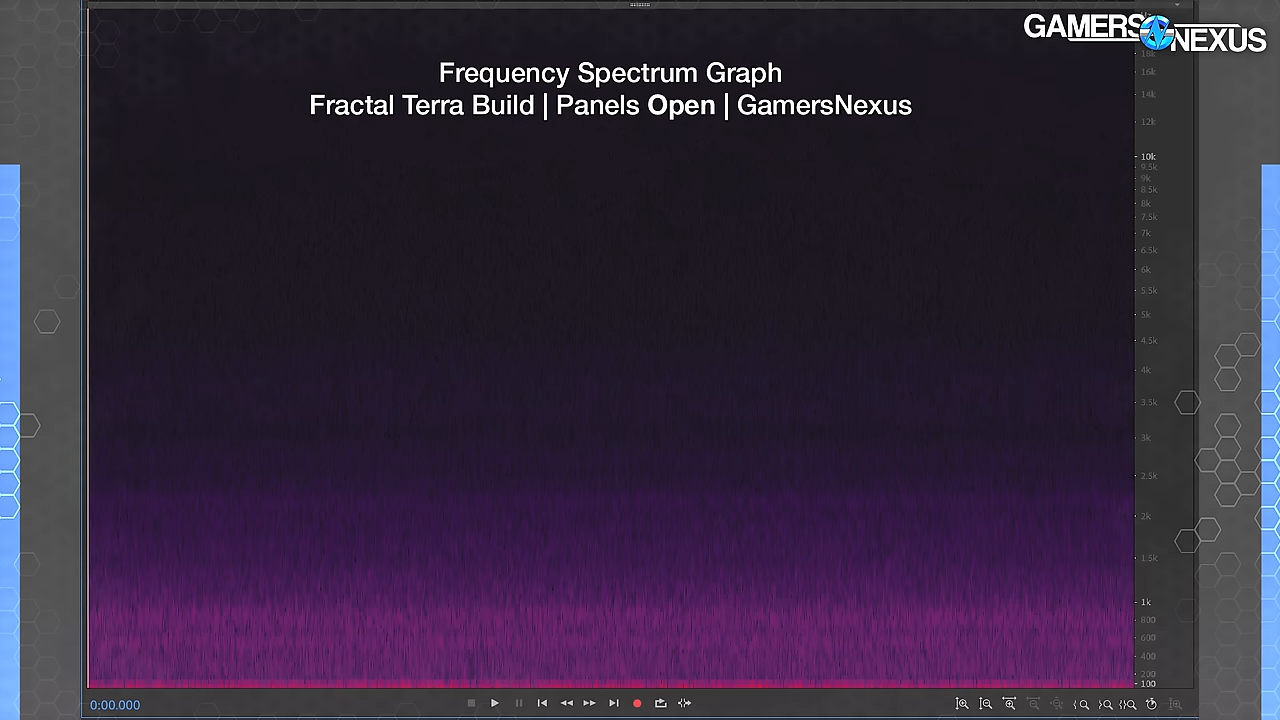 GAMERS NEXUS
Frequency Spectrum Graph
Fractal Terra Build | Panels Open | GamersNexus
16k
14k
12k
10k
9.5k
9k
8.5k
8k
7.5k
7k
6.5k
6k
5.5k
5k
4.5k
4k
3.5k
3k
2.5k
2k
1.5k
1k
800
600
400
200
100
0:00.000